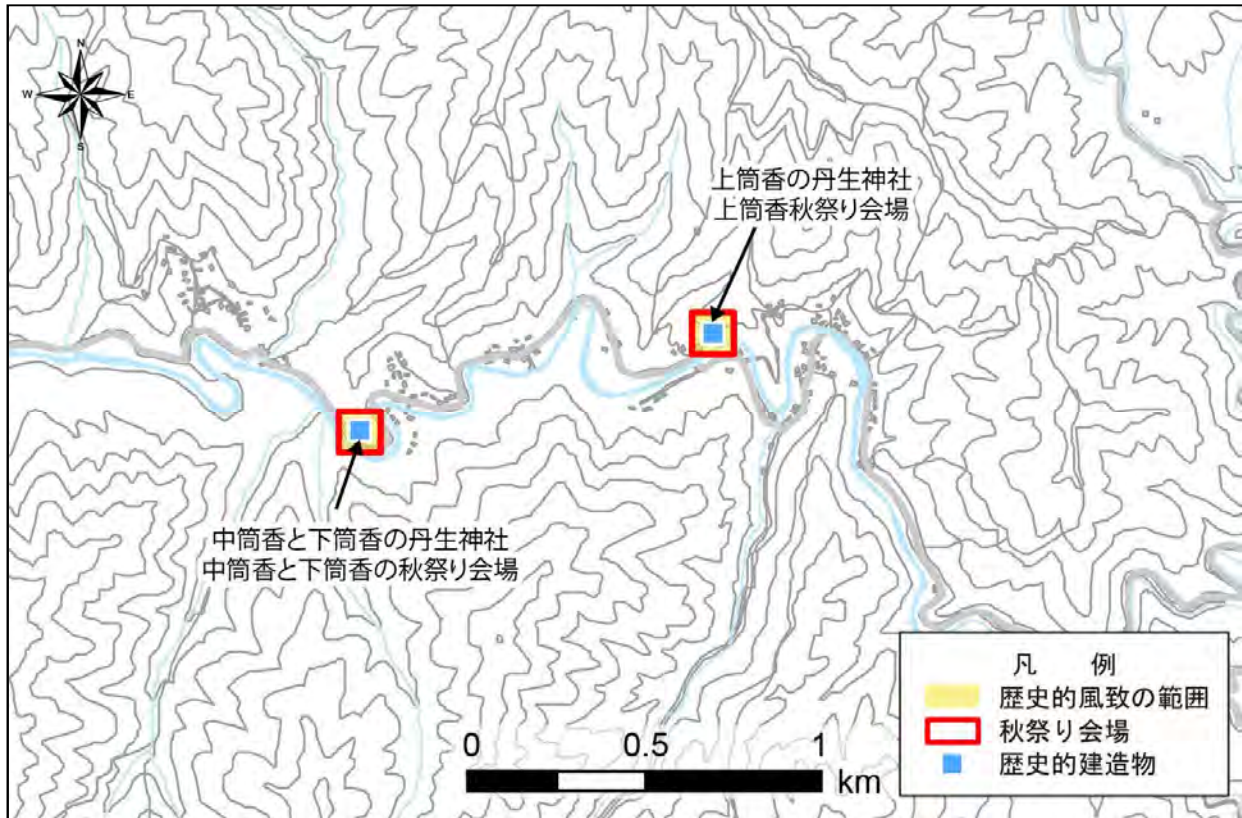 N
W E
S
上筒香の丹生神社
上筒香秋祭り会場
中筒香と下筒香の丹生神社
中筒香と下筒香の秋祭り会場
凡 例
歴史的風致の範囲
秋祭り会場
歴史的建造物
0 0.5 1
km